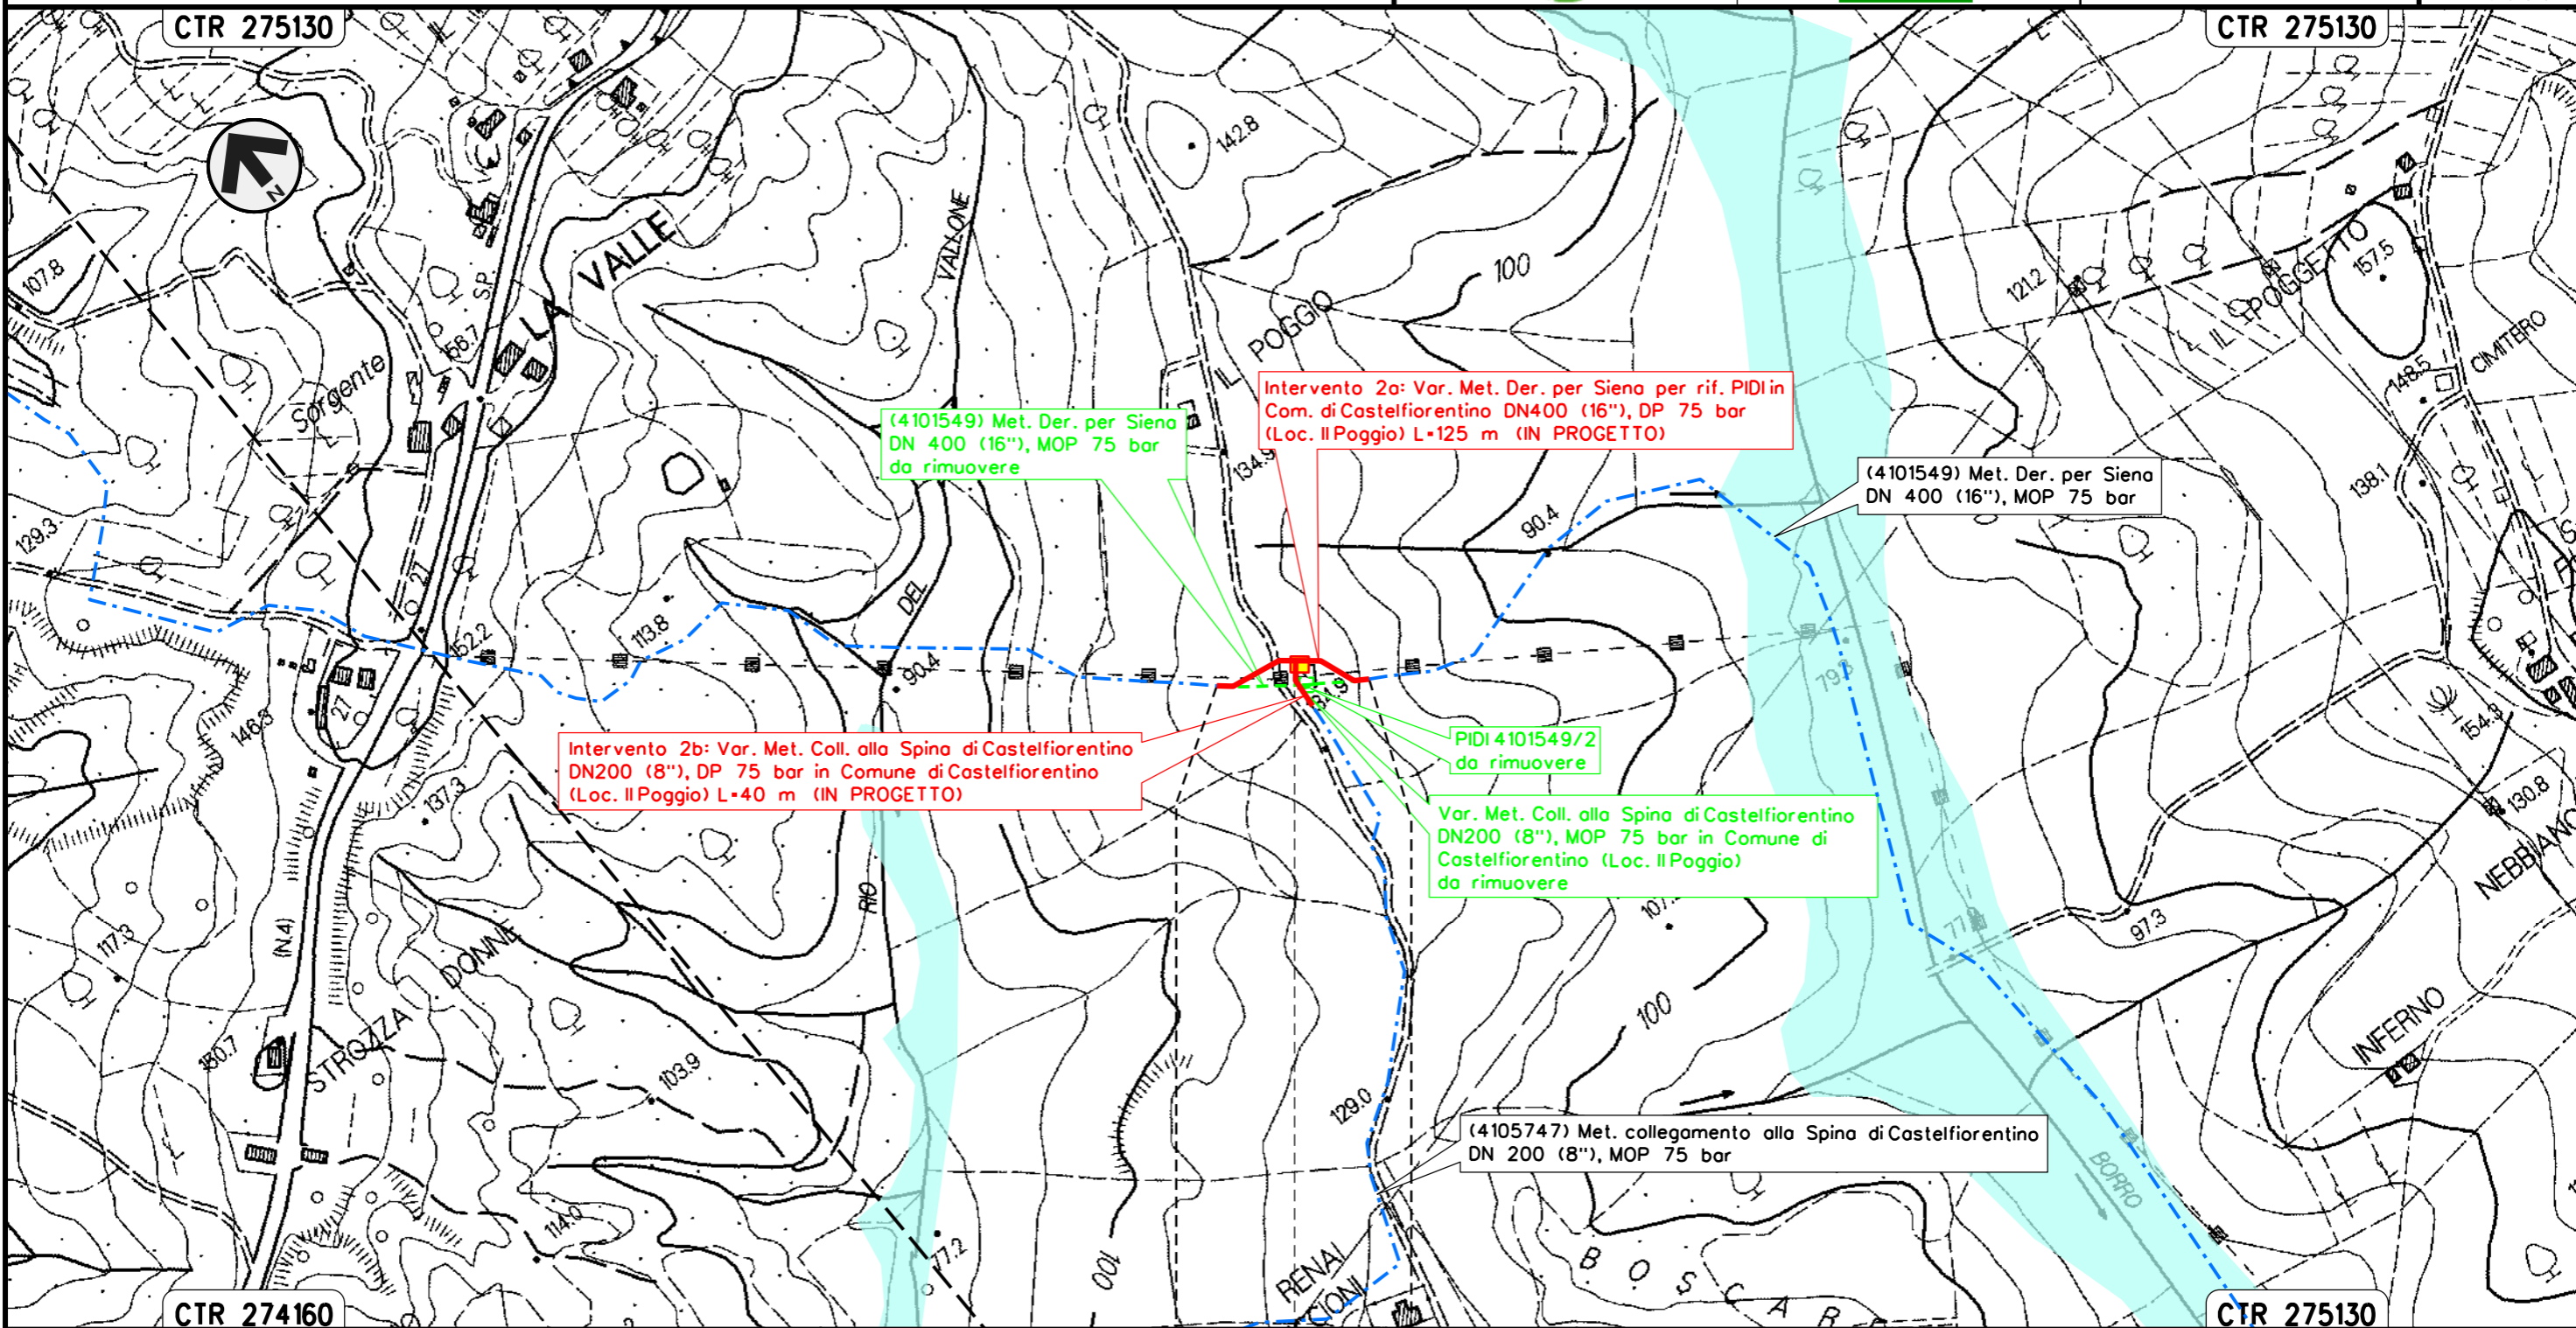 CTR 275130
CTR 275130
N
107.8
142.8
VALLONE
LA VALLE
S.P.
58.7
Sorgente
100
121.2
IL POGGETTO
157.5
CIMITERO
148.5
138.1
IL POGGIO
134.9
Intervento 2a: Var. Met. Der. per Siena per rif. PIDI in
Com. di Castelfiorentino DN400 (16"), DP 75 bar
(Loc. Il Poggio) L=125 m (IN PROGETTO)
(4101549) Met. Der. per Siena
DN 400 (16"), MOP 75 bar
da rimuovere
(4101549) Met. Der. per Siena
DN 400 (16"), MOP 75 bar
90.4
129.3
27
152.2
113.8
DEL
90.4
146.3
27
137.3
Intervento 2b: Var. Met. Coll. alla Spina di Castelfiorentino
DN200 (8"), DP 75 bar in Comune di Castelfiorentino
(Loc. Il Poggio) L=40 m (IN PROGETTO)
PIDI 4101549/2
da rimuovere
Var. Met. Coll. alla Spina di Castelfiorentino
DN200 (8"), MOP 75 bar in Comune di
Castelfiorentino (Loc. Il Poggio)
da rimuovere
154.3
130.8
NEBBIANO
RIO
97.3
117.3
(N.4)
STROZZA DONNE
103.9
100
INFERNO
129.0
(4105747) Met. collegamento alla Spina di Castelfiorentino
DN 200 (8"), MOP 75 bar
BORRO
114.0
77.2
100
RENAI
CIONI
BOSCAR
CTR 274160
CTR 275130